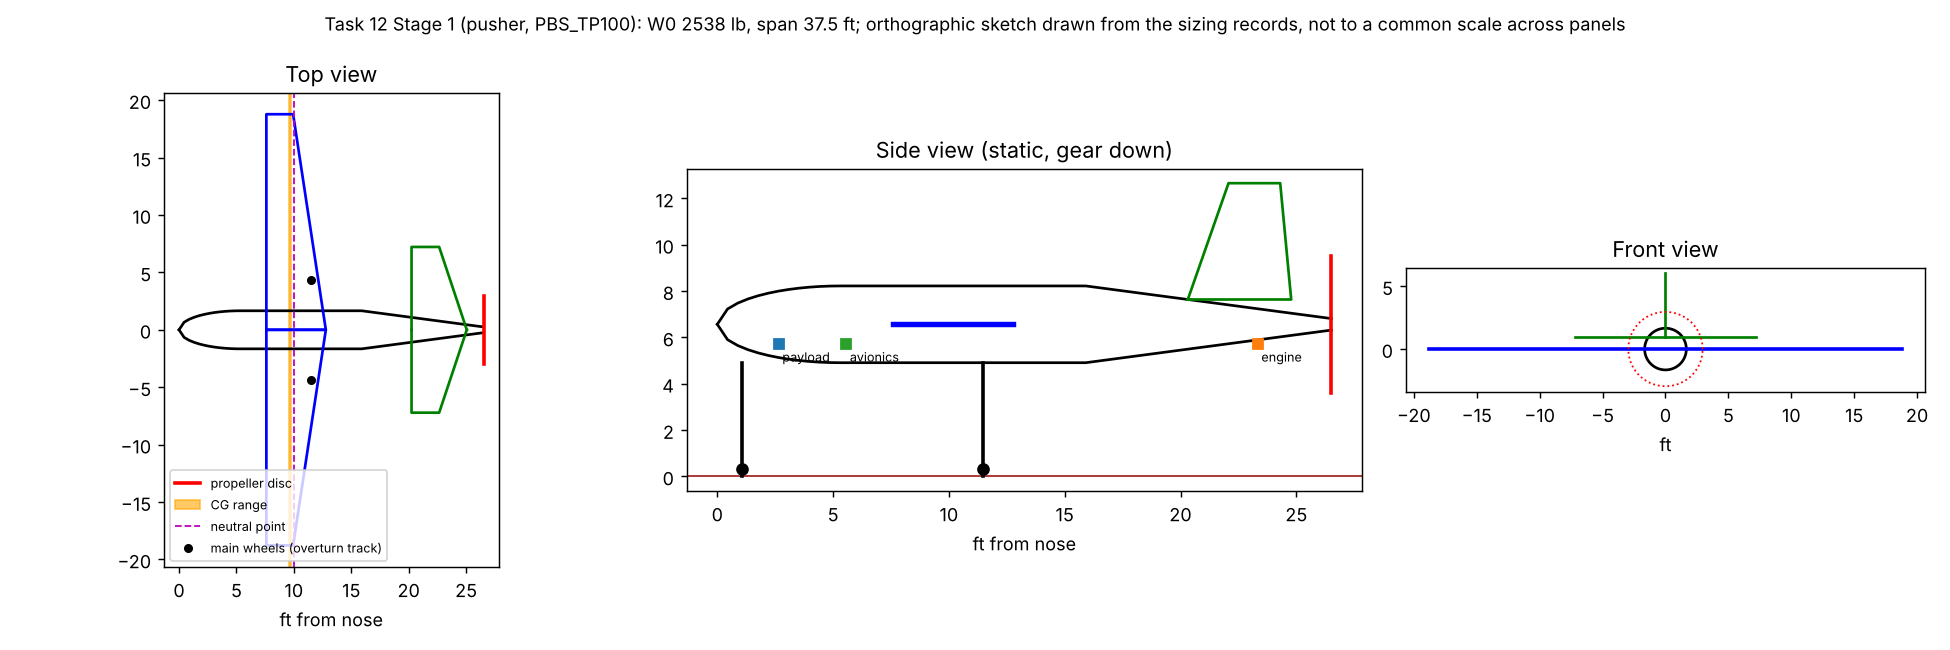 Task 12 Stage 1 (pusher, PBS_TP100): W0 2538 lb, span 37.5 ft; orthographic sketch drawn from the sizing records, not to a common scale across panels
Top view
20
15
10
5
0
−5
−10
−15
−20
propeller disc
CG range
neutral point
main wheels (overturn track)
0 5 10 15 20 25
ft from nose
Side view (static, gear down)
12
10
8
6
4
2
0
payload avionics engine
0 5 10 15 20 25
ft from nose
Front view
5
0
−20 −15 −10 −5 0 5 10 15 20
ft